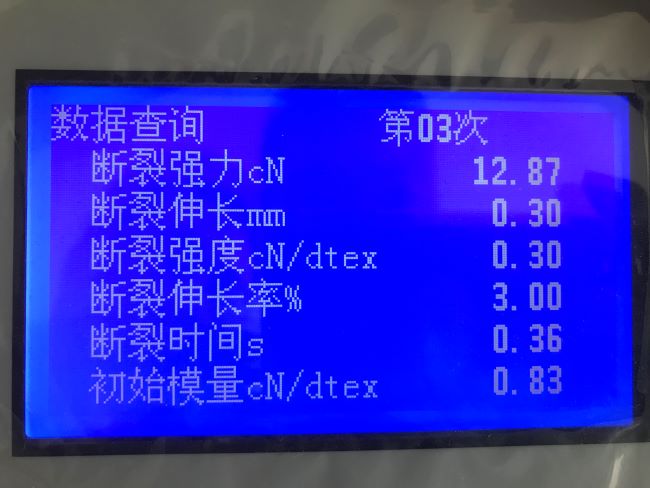 数据查询 第03次
断裂强力cN 12.87
断裂伸长mm 0.30
断裂强度cN/dtex 0.30
断裂伸长率% 3.00
断裂时间s 0.36
初始模量cN/dtex 0.83